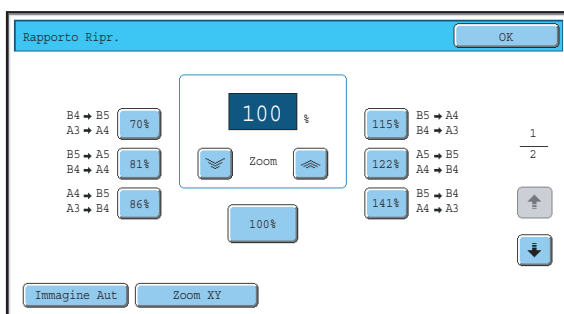 Rapporto Ripr.
OK
100 %
Zoom
B4 → B5
A3 → A4
70%
B5 → A5
B4 → A4
81%
A4 → B5
A3 → B4
86%
100%
115%
B5 → A4
B4 → A3
122%
A5 → B5
A4 → B4
141%
B5 → B4
A4 → A3
1
2
Immagine Aut
Zoom XY